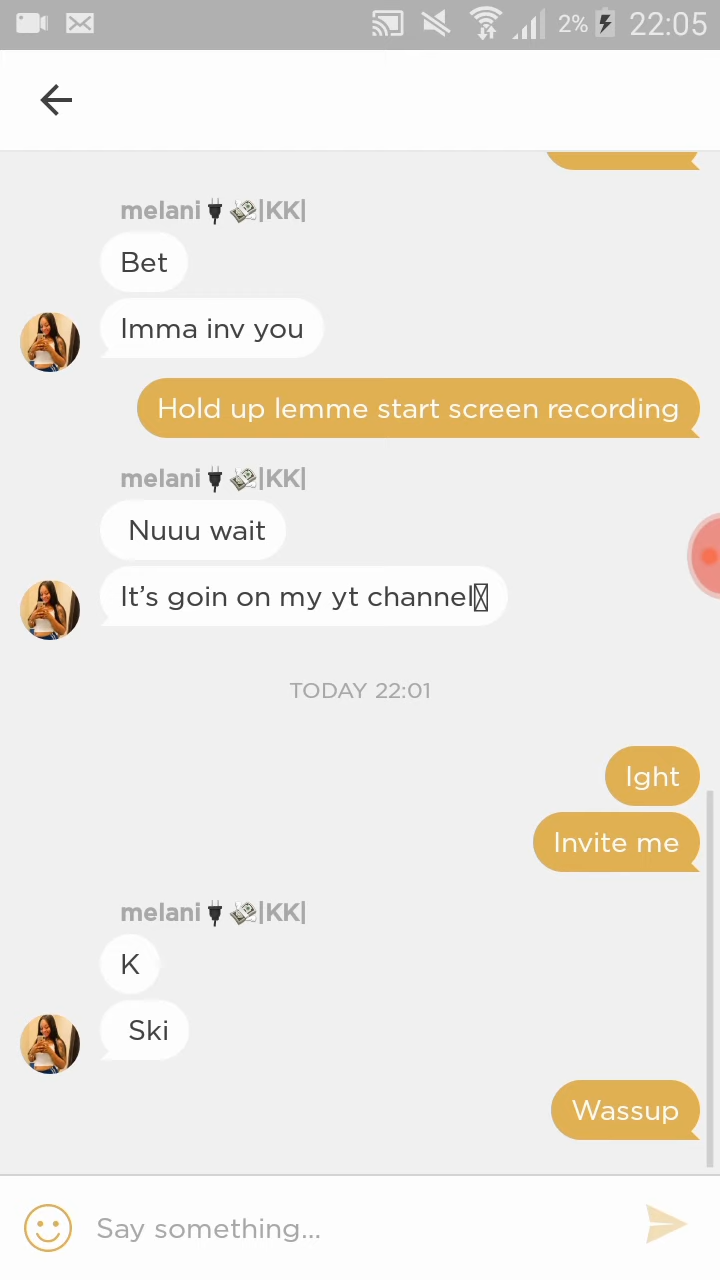 2% 22:05
melani🔌💸|KK|
Bet
Imma inv you
Hold up lemme start screen recording
melani🔌💸|KK|
Nuuu wait
It’s goin on my yt channel
TODAY 22:01
Ight
Invite me
melani🔌💸|KK|
K
Ski
Wassup
Say something...